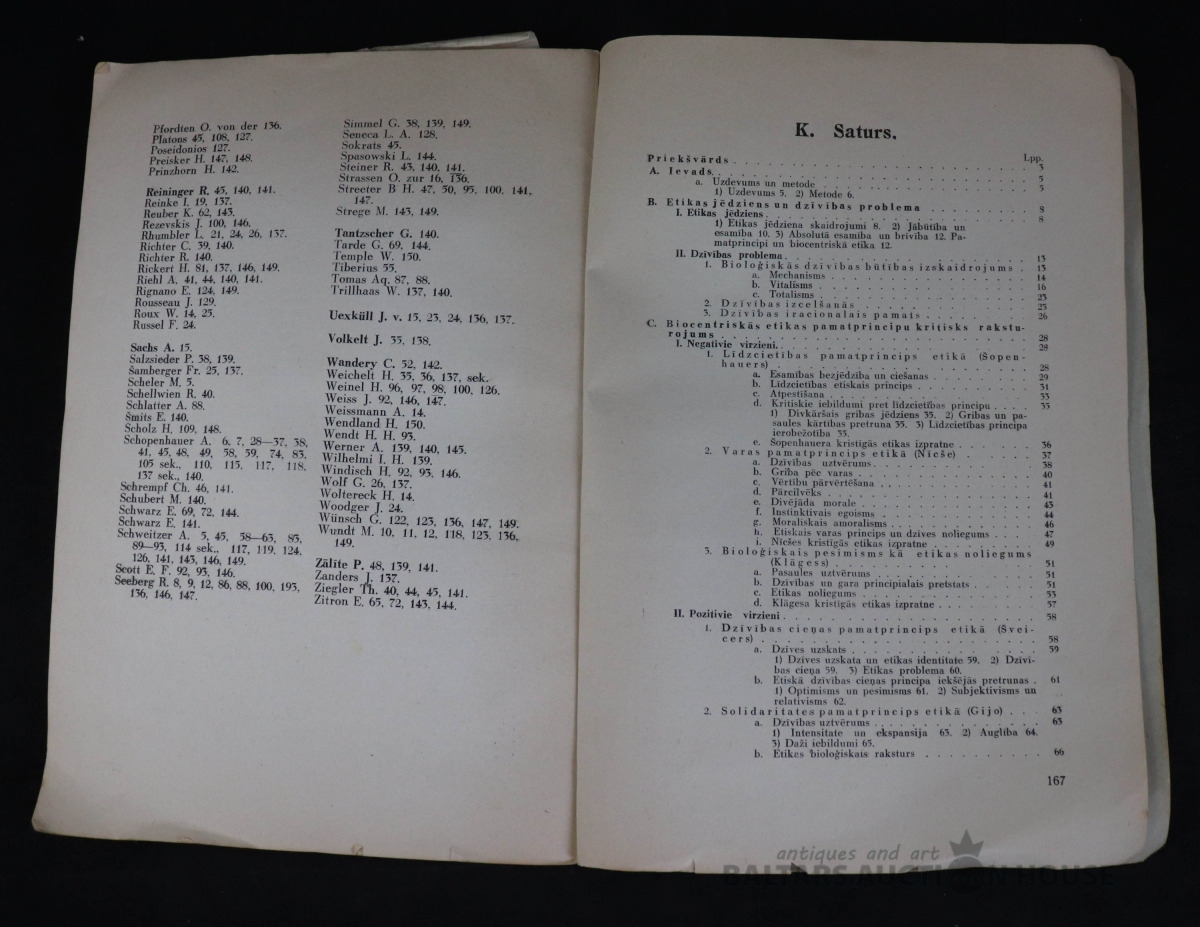 Pfordten O. von der 136.
Platons 45, 108, 127.
Poseidonios 127.
Preisker H. 147, 148.
Prinzhorn H. 142.
Reininger R. 45, 140, 141.
Reinke I. 19, 137.
Reuber K. 62, 143.
Rezevskis J. 100, 146.
Rhumbler L. 21, 24, 26, 137.
Richter C. 39, 140.
Richter R. 140.
Rickert H. 81, 137, 146, 149.
Riehl A. 41, 44, 140, 141.
Rignano E. 124, 149.
Rousseau J. 129.
Roux W. 14, 25.
Russel F. 24.
Sachs A. 15.
Salzsieder P. 38, 139.
Šamberger Fr. 25, 137.
Scheler M. 5.
Schellwien R. 40.
Schlatter A. 88.
Šmits E. 140.
Scholz H. 109, 148.
Schopenhauer A. 6, 7, 28—37, 38,
41, 45, 48, 49, 58, 59, 74, 83,
105 sek., 110, 115, 117, 118,
137 sek., 140.
Schrempf Ch. 46, 141.
Schubert M. 140.
Schwarz E. 69, 72, 144.
Schwarz E. 141.
Schweitzer A. 5, 45, 58—63, 83,
89—93, 114 sek., 117, 119, 124,
126, 141, 143, 146, 149.
Scott E. F. 92, 93, 146.
Seeberg R. 8, 9, 12, 86, 88, 100, 193,
136, 146, 147.
Simmel G. 38, 139, 149.
Seneca L. A. 128.
Sokrats 45.
Spasowski L. 144.
Steiner R. 43, 140, 141.
Strassen O. zur 16, 136.
Streeter B H. 47, 50, 95, 100, 141,
147.
Strege M. 143, 149.
Tantzscher G. 140.
Tarde G. 69, 144.
Temple W. 150.
Tiberius 55.
Tomas Aq. 87, 88.
Trillhaas W. 137, 140.
Uexküll J. v. 15, 23, 24, 136, 137.
Volkelt J. 35, 138.
Wandery C. 52, 142.
Weichelt H. 35, 36, 137, sek.
Weinel H. 96, 97, 98, 100, 126.
Weiss J. 92, 146, 147.
Weissmann A. 14.
Wendland H. 150.
Wendt H. H. 93.
Werner A. 139, 140, 145.
Wilhelmi I. H. 139.
Windisch H. 92, 93, 146.
Wolf G. 26, 137.
Woltereck H. 14.
Woodger J. 24.
Wünsch G. 122, 123, 136, 147, 149.
Wundt M. 10, 11, 12, 118, 123, 136,
149.
Zālīte P. 48, 139, 141.
Zanders J. 137.
Ziegler Th. 40, 44, 45, 141.
Zitron E. 65, 72, 143, 144.
K. Saturs.
Lpp.
Priekšvārds 3
A. Ievads. 5
a. Uzdevums un metode 5
1) Uzdevums 5. 2) Metode 6.
B. Etikas jēdziens un dzīvības problema 8
I. Etikas jēdziens. 8
1) Etikas jēdziena skaidrojumi 8. 2) Jābūtība un
esamība 10. 3) Absolutā esamība un brīvība 12. Pa-
matprincipi un biocentriskā etika 12.
II. Dzīvības problema 13
1. Bioloģiskās dzīvības būtības izskaidrojums 13
a. Mechanisms 14
b. Vitalisms 16
c. Totalisms 23
2. Dzīvības izcelšanās 25
3. Dzīvības iracionalais pamats 26
C. Biocentriskās etikas pamatprincipu kritisks rakstu-
rojums 28
I. Negativie virzieni. 28
1. Līdzcietības pamatprincips etikā (Šopen-
hauers) 28
a. Esamības bezjēdzība un ciešanas 29
b. Līdzcietības etiskais princips 31
c. Atpestīšana 33
d. Kritiskie iebildumi pret līdzcietības principu 33
1) Divkāršais gribas jēdziens 33. 2) Gribas un pa-
saules kārtības pretruna 35. 3) Līdzcietības principa
ierobežotība 35.
e. Šopenhauera kristīgās etikas izpratne 36
2. Varas pamatprincips etikā (Nīcše) 37
a. Dzīvības uztvērums 38
b. Griba pēc varas 40
c. Vērtību pārvērtēšana 41
d. Pārcilvēks 41
e. Divējāda morale 43
f. Instinktivais egoisms 44
g. Moraliskais amoralisms 46
h. Etiskais varas princips un dzīves noliegums 47
i. Nīcšes kristīgās etikas izpratne 49
3. Bioloģiskais pesimisms kā etikas noliegums
(Klāgess) 51
a. Pasaules uztvērums 51
b. Dzīvības un gara principialais pretstats 51
c. Etikas noliegums 53
d. Klāgesa kristīgās etikas izpratne 57
II. Pozitivie virzieni 58
1. Dzīvības cieņas pamatprincips etikā (Švei-
cers) 58
a. Dzīves uzskats 59
1) Dzīves uzskata un etikas identitate 59. 2) Dzīvī-
bas cieņa 59. 3) Etikas problema 60.
b. Etiskā dzīvības cieņas principa iekšējās pretrunas 61
1) Optimisms un pesimisms 61. 2) Subjektivisms un
relativisms 62.
2. Solidaritates pamatprincips etikā (Gijo) 63
a. Dzīvības uztvērums 63
1) Intensitate un ekspansija 63. 2) Auglība 64.
3) Daži iebildumi 65.
b. Etikas bioloģiskais raksturs 66
167
antiques and art
BALTARS AUCTION HOUSE